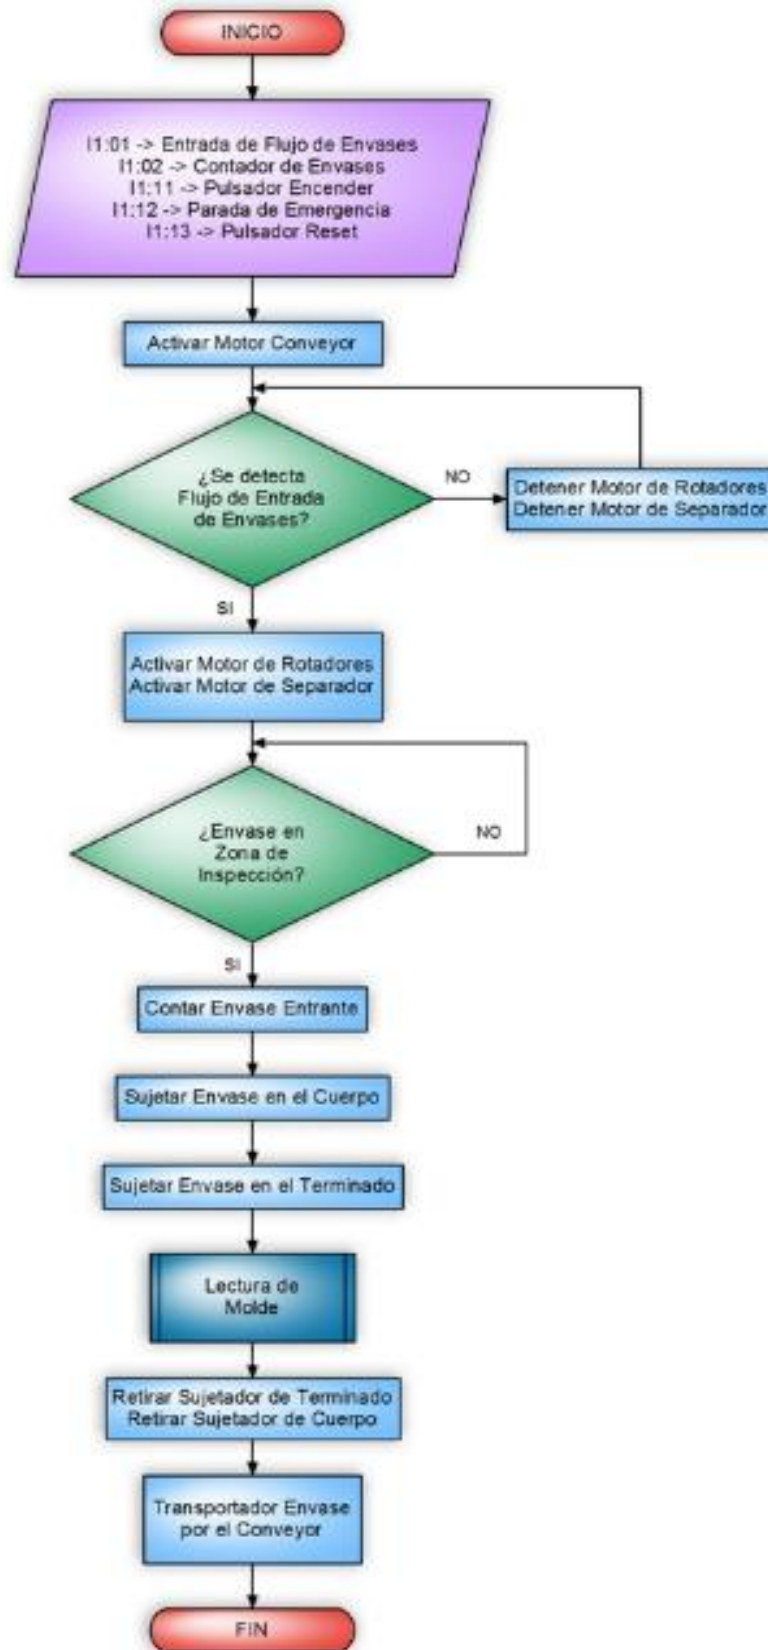 INICIO
I1:01 -> Entrada de Flujo de Envases
I1:02 -> Contador de Envases
I1:11 -> Pulsador Encender
I1:12 -> Parada de Emergencia
I1:13 -> Pulsador Reset
Activar Motor Conveyor
¿Se detecta
Flujo de Entrada
de Envases?
NO
Detener Motor de Rotadores
Detener Motor de Separador
SI
Activar Motor de Rotadores
Activar Motor de Separador
¿Envase en
Zona de
Inspección?
NO
SI
Contar Envase Entrante
Sujetar Envase en el Cuerpo
Sujetar Envase en el Terminado
Lectura de
Molde
Retirar Sujetador de Terminado
Retirar Sujetador de Cuerpo
Transportador Envase
por el Conveyor
FIN